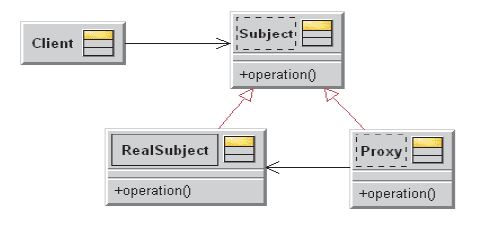 Client
Subject
+operation()
RealSubject
+operation()
Proxy
+operation()